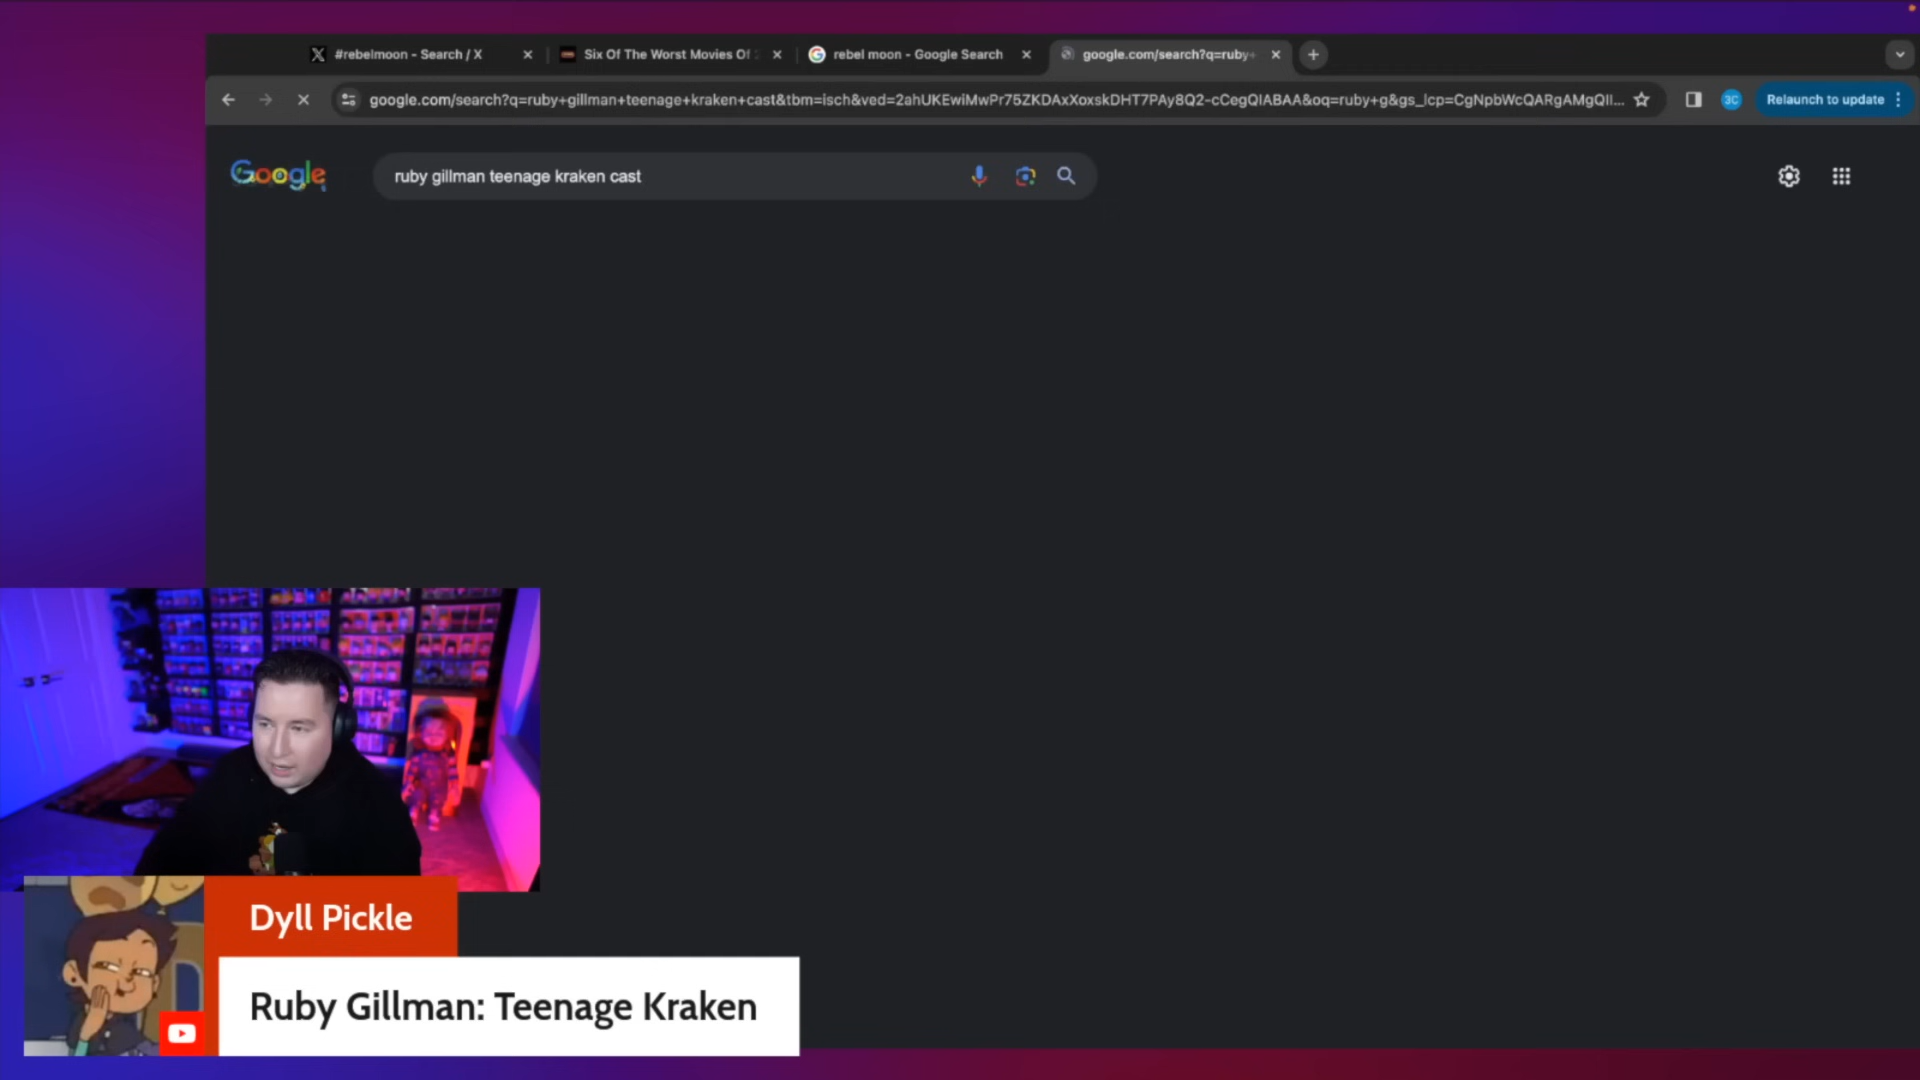 #rebelmoon - Search / X
Six Of The Worst Movies Of
rebel moon - Google Search
google.com/search?q=ruby+
google.com/search?q=ruby+gillman+teenage+kraken+cast&tbm=isch&ved=2ahUKEwiMwPr75ZKDAxXoxskDHT7PAy8Q2-cCegQIABAA&oq=ruby+g&gs_lcp=CgNpbWcQARgAMgQII...
3C
Relaunch to update
Google
ruby gillman teenage kraken cast
Dyll Pickle
Ruby Gillman: Teenage Kraken